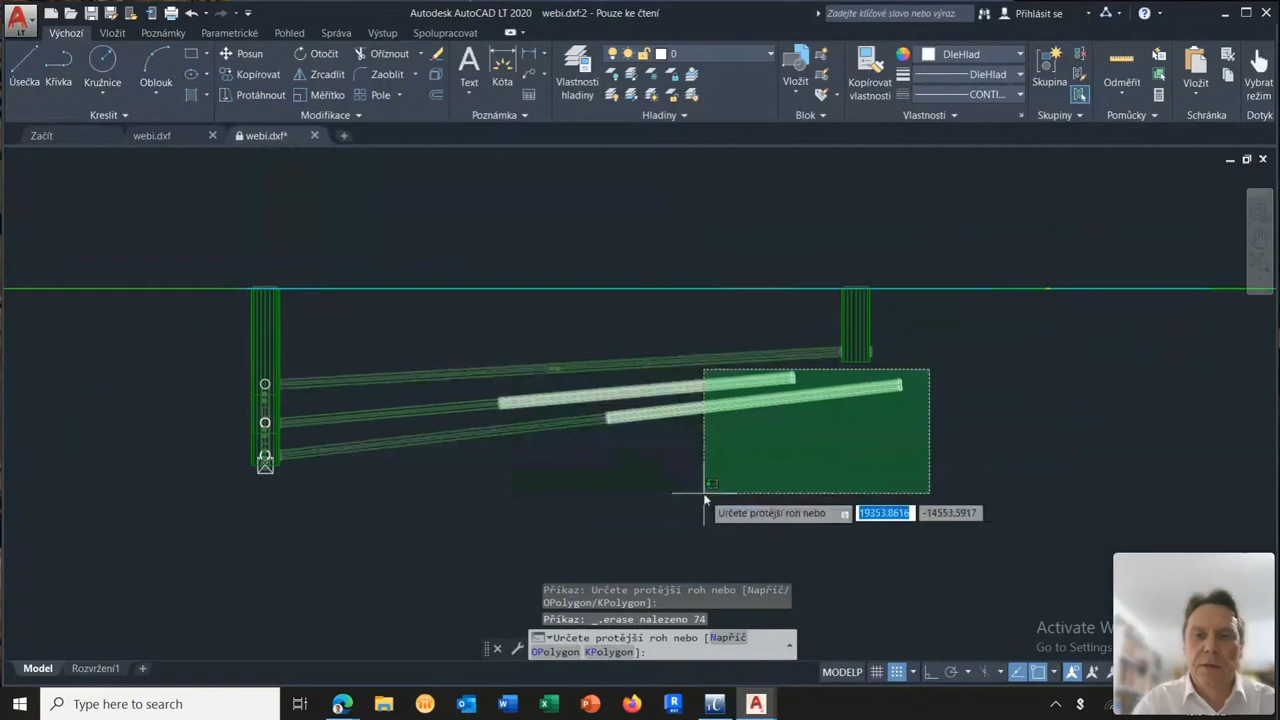 Autodesk AutoCAD LT 2020 webi.dxf:2 - Pouze ke čtení
Zadejte klíčové slovo nebo výraz.
Přihlásit se
LT
Výchozí Vložit Poznámky Parametrické Pohled Správa Výstup Spolupracovat
Úsečka Křivka Kružnice Oblouk
Posun Otočit Oříznout
Kopírovat Zrcadlit Zaoblit
Protáhnout Měřítko Pole
Text Kóta
Vlastnosti hladiny
0
Vložit
Kopírovat vlastnosti
DleHlad
DleHlad
CONTI...
Skupina
Odměřit
Vložit
Vybrat režim
Kreslit Modifikace Poznámka Hladiny Blok Vlastnosti Skupiny Pomůcky Schránka Dotyk
Začít webi.dxf webi.dxf*
Určete protější roh nebo 19353.8616 -14553.5917
Příkaz: Určete protější roh nebo [Napříč/
OPolygon/KPolygon]:
Příkaz: _.erase nalezeno 74
Určete protější roh nebo [Napříč
OPolygon KPolygon]:
Activate W
Go to Settings
Model Rozvržení1
MODELP
Type here to search